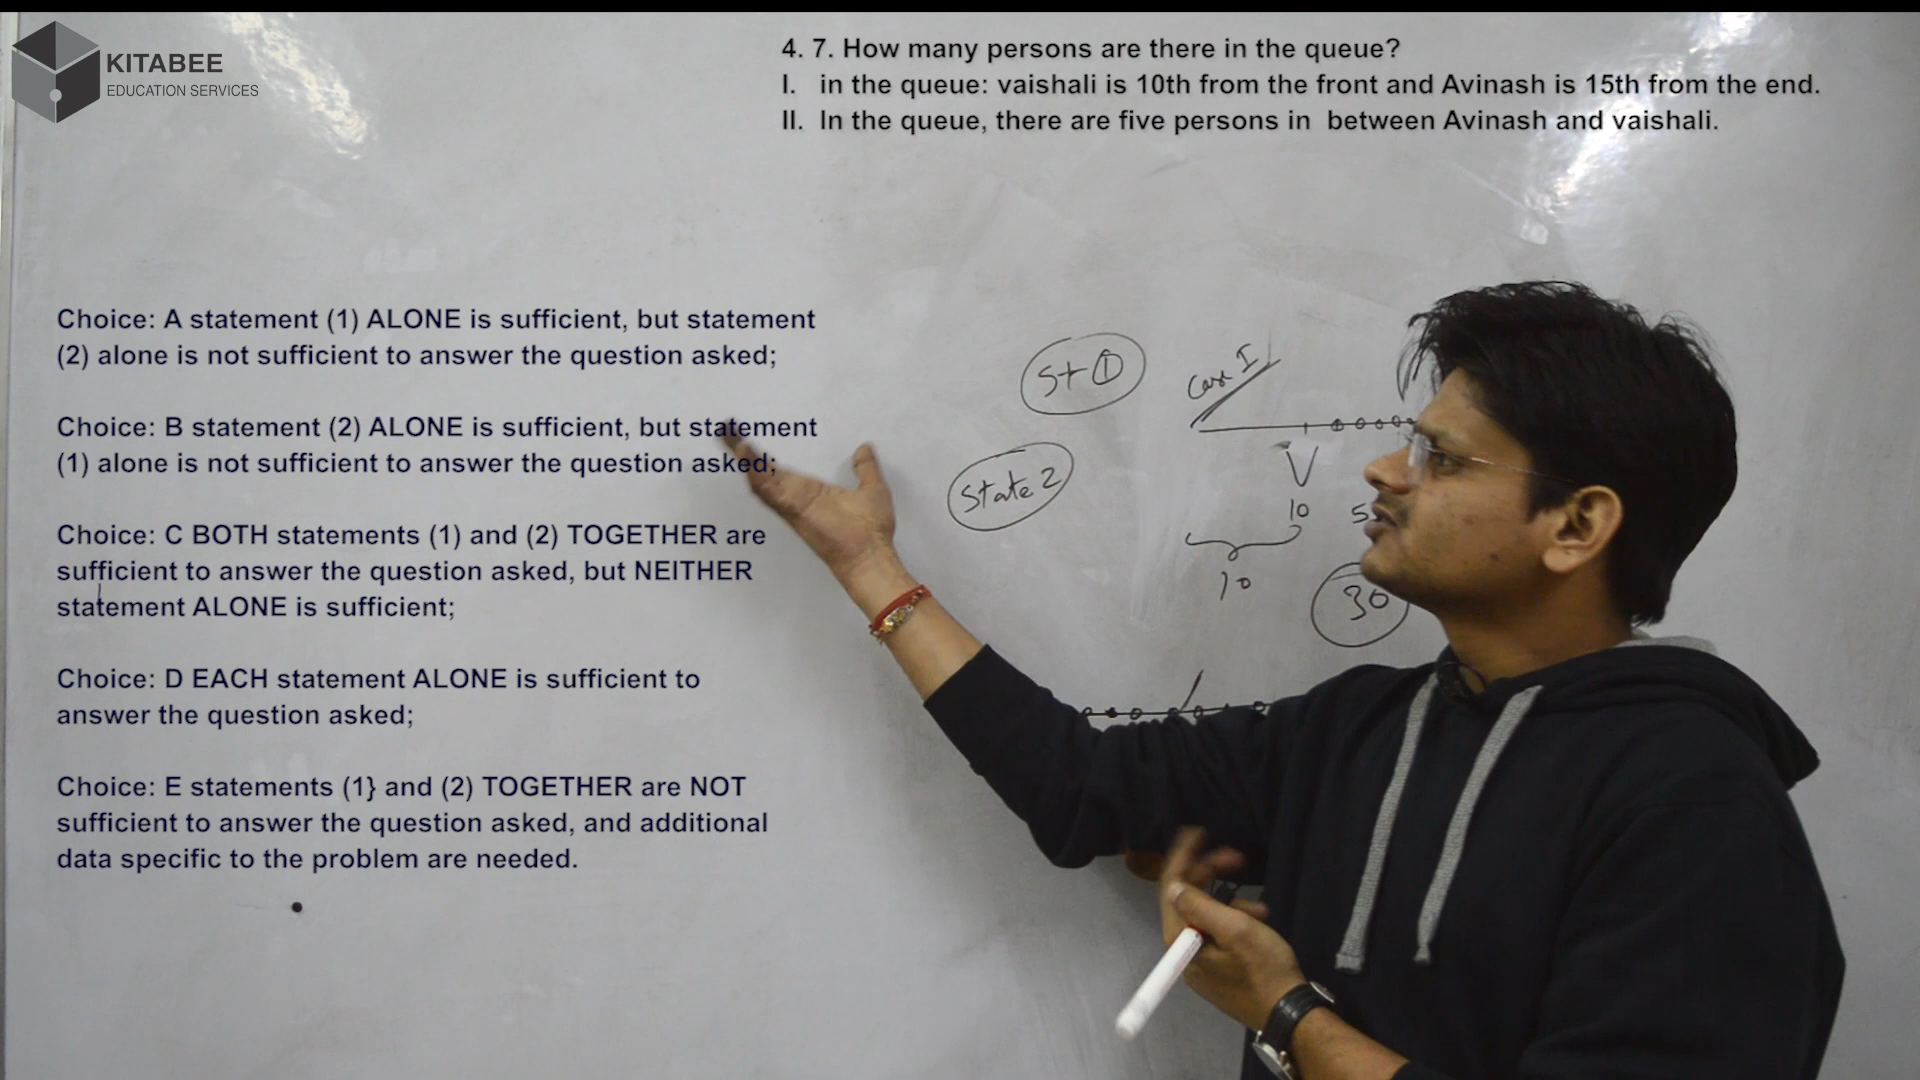 KITABEE
EDUCATION SERVICES
4. 7. How many persons are there in the queue?
I. in the queue: vaishali is 10th from the front and Avinash is 15th from the end.
II. In the queue, there are five persons in between Avinash and vaishali.
Choice: A statement (1) ALONE is sufficient, but statement
(2) alone is not sufficient to answer the question asked;
Choice: B statement (2) ALONE is sufficient, but statement
(1) alone is not sufficient to answer the question asked;
Choice: C BOTH statements (1) and (2) TOGETHER are
sufficient to answer the question asked, but NEITHER
statement ALONE is sufficient;
Choice: D EACH statement ALONE is sufficient to
answer the question asked;
Choice: E statements (1} and (2) TOGETHER are NOT
sufficient to answer the question asked, and additional
data specific to the problem are needed.
St ①
Case I
State 2
V
10
5
10
30